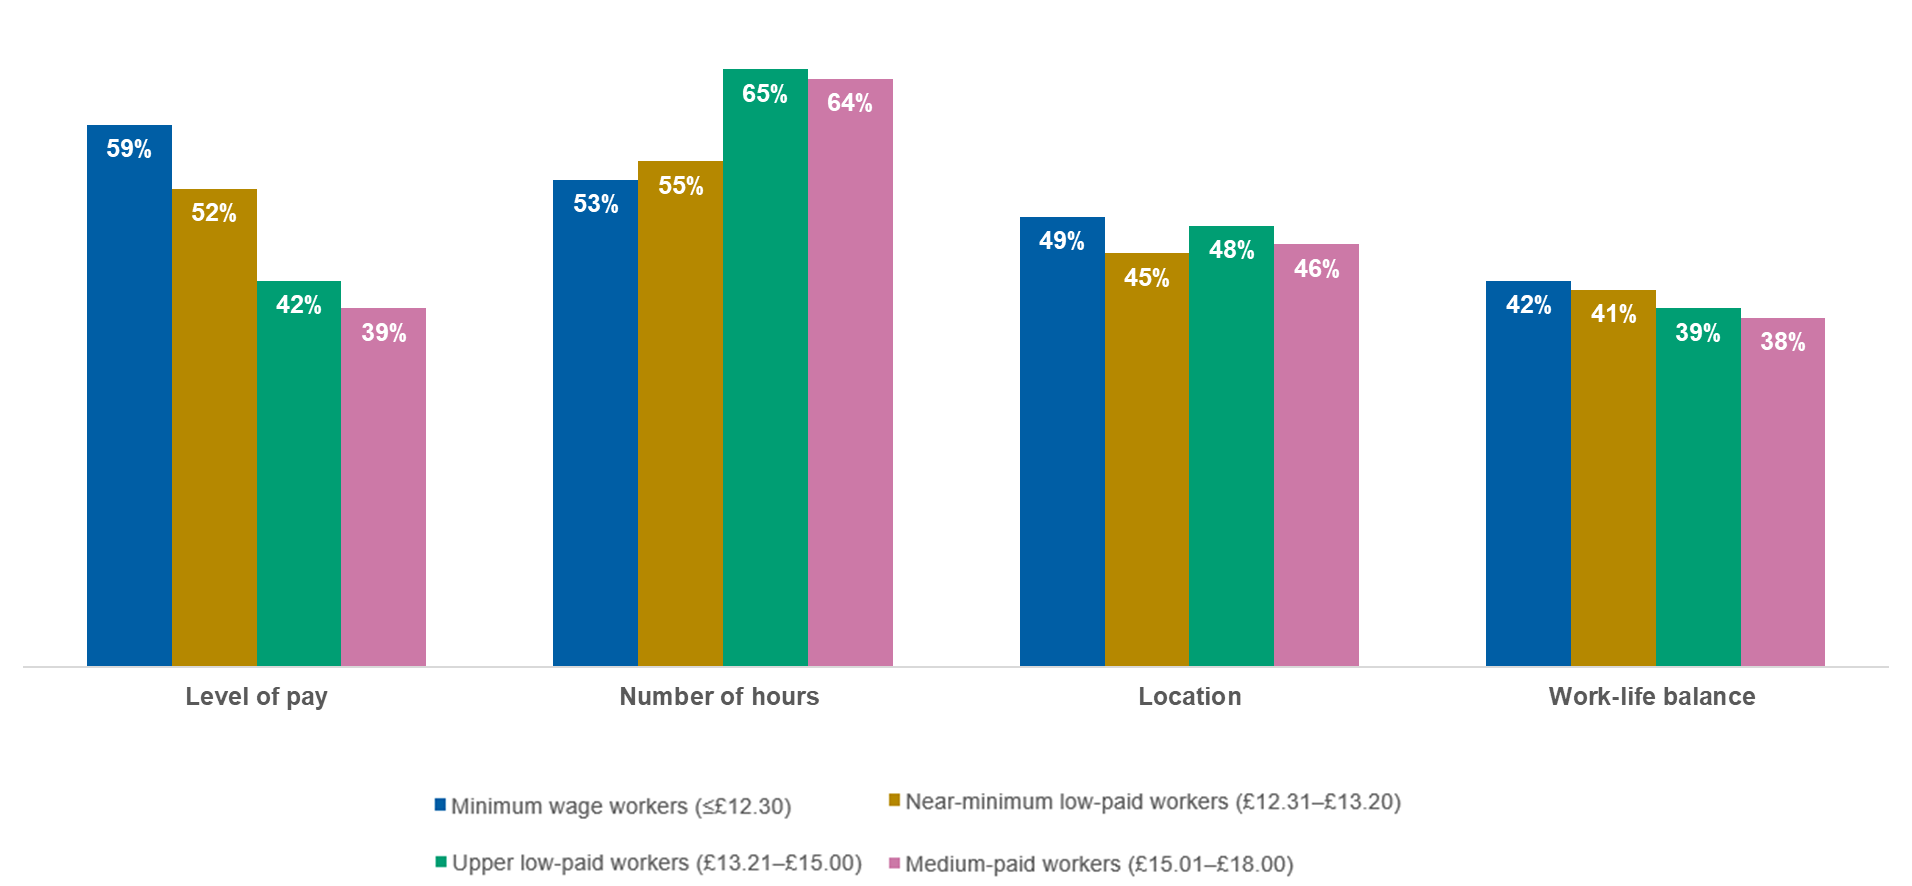 59%
52%
42%
39%
53%
55%
65%
64%
49%
45%
48%
46%
42%
41%
39%
38%
Level of pay
Number of hours
Location
Work-life balance
Minimum wage workers (≤£12.30)
Near-minimum low-paid workers (£12.31–£13.20)
Upper low-paid workers (£13.21–£15.00)
Medium-paid workers (£15.01–£18.00)